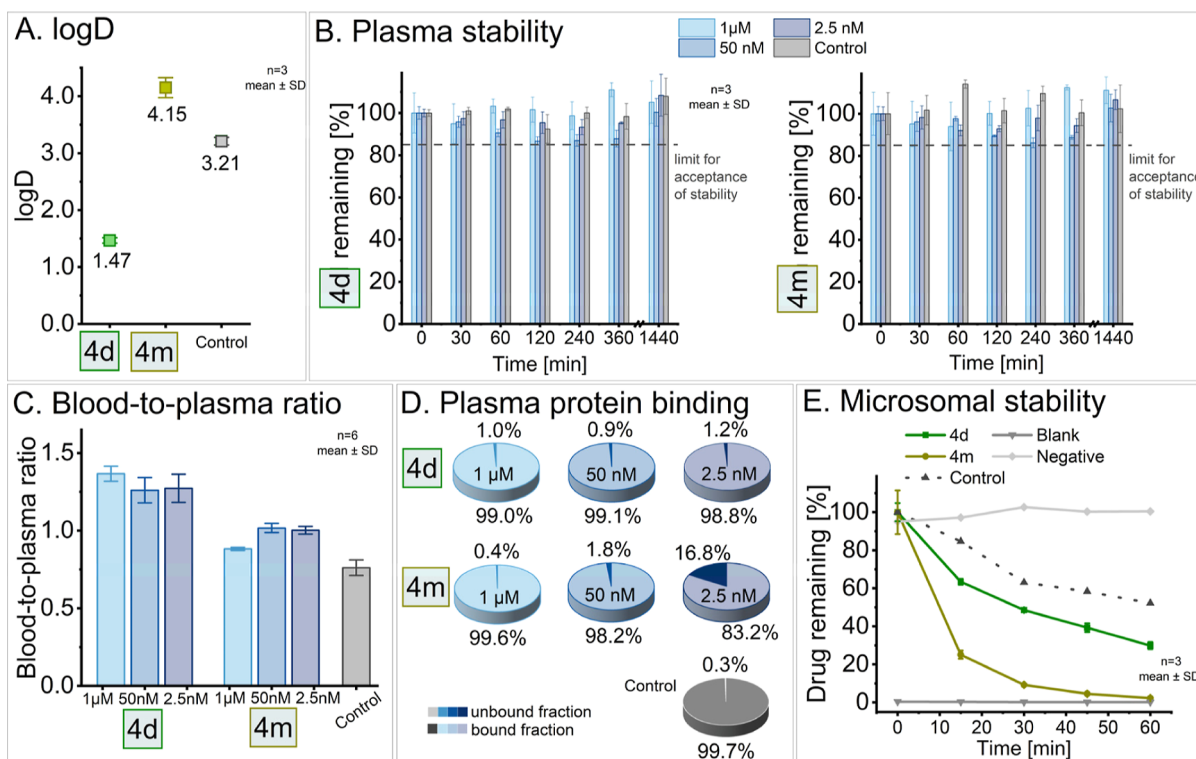 A. logD
n=3
mean ± SD
4.0
3.0
2.0
1.0
0.0
logD
1.47
4.15
3.21
4d
4m
Control
B. Plasma stability
1µM
50 nM
2.5 nM
Control
n=3
mean ± SD
4d remaining [%]
100
80
60
40
20
0
limit for
acceptance
of stability
0 30 60 120 240 360 1440
Time [min]
4m remaining [%]
100
80
60
40
20
0
limit for
acceptance
of stability
0 30 60 120 240 360 1440
Time [min]
C. Blood-to-plasma ratio
n=6
mean ± SD
Blood-to-plasma ratio
1.5
1.0
0.5
0.0
1µM 50nM 2.5nM
1µM 50nM 2.5nM
Control
4d
4m
D. Plasma protein binding
1.0% 0.9% 1.2%
4d
1 µM 50 nM 2.5 nM
99.0% 99.1% 98.8%
0.4% 1.8% 16.8%
4m
1 µM 50 nM 2.5 nM
99.6% 98.2% 83.2%
0.3%
Control
99.7%
unbound fraction
bound fraction
E. Microsomal stability
4d
4m
Blank
Negative
Control
Drug remaining [%]
100
80
60
40
20
0
n=3
mean ± SD
0 10 20 30 40 50 60
Time [min]